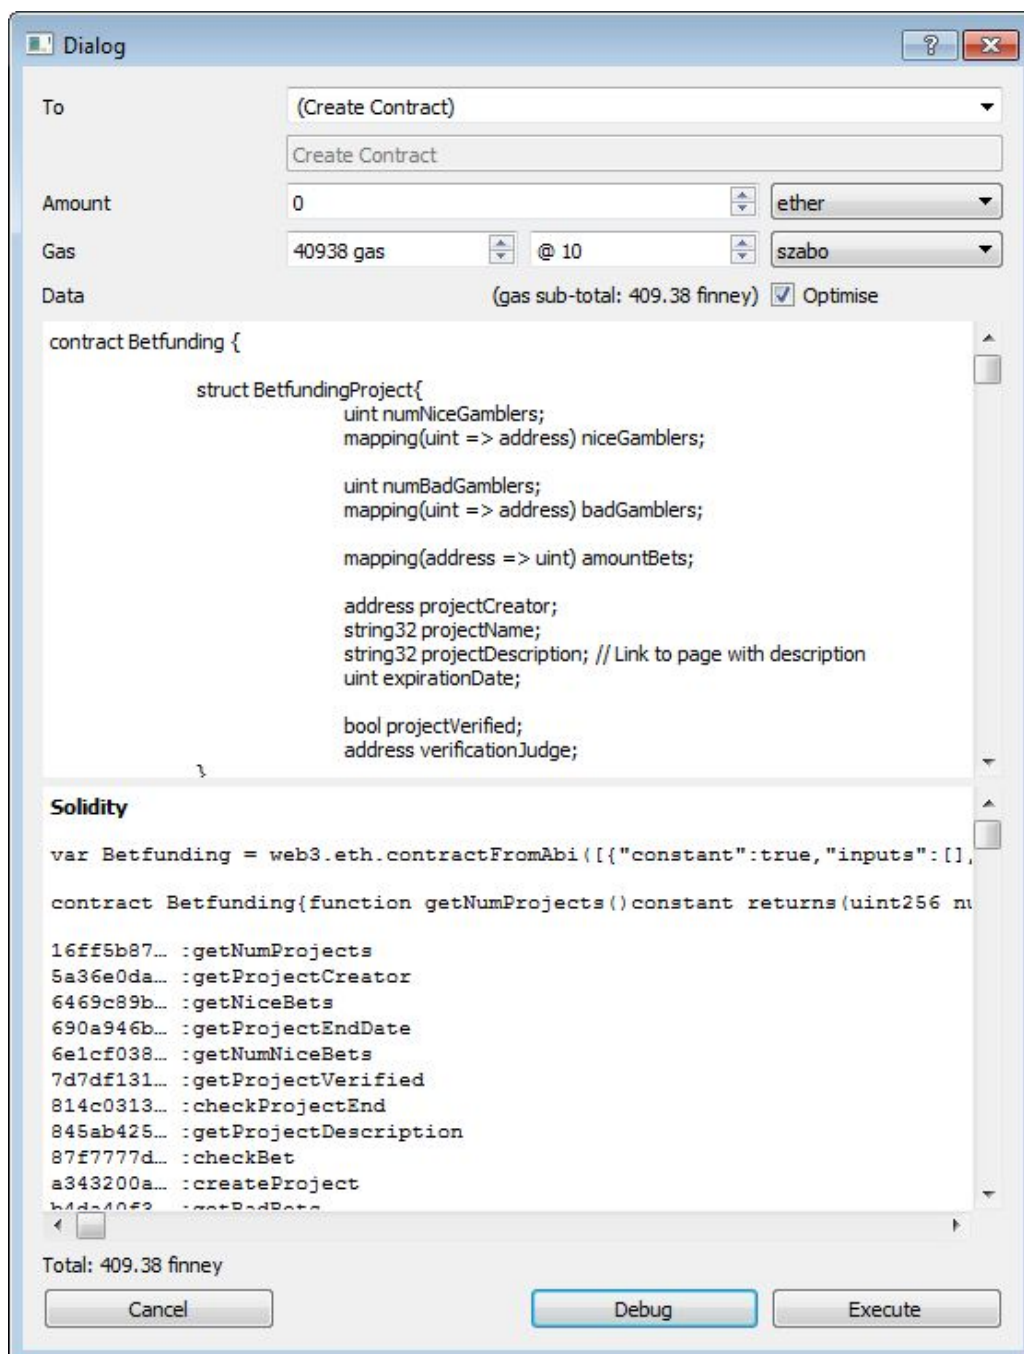 Dialog
To (Create Contract)
Create Contract
Amount 0 ether
Gas 40938 gas @ 10 szabo
Data (gas sub-total: 409.38 finney) Optimise
contract Betfunding {
struct BetfundingProject{
uint numNiceGamblers;
mapping(uint => address) niceGamblers;
uint numBadGamblers;
mapping(uint => address) badGamblers;
mapping(address => uint) amountBets;
address projectCreator;
string32 projectName;
string32 projectDescription; // Link to page with description
uint expirationDate;
bool projectVerified;
address verificationJudge;
}
Solidity
var Betfunding = web3.eth.contractFromAbi([{"constant":true,"inputs":[],
contract Betfunding{function getNumProjects()constant returns(uint256 nu
16ff5b87… :getNumProjects
5a36e0da… :getProjectCreator
6469c89b… :getNiceBets
690a946b… :getProjectEndDate
6e1cf038… :getNumNiceBets
7d7df131… :getProjectVerified
814c0313… :checkProjectEnd
845ab425… :getProjectDescription
87f7777d… :checkBet
a343200a… :createProject
b4da40f3… :getBadBets
Total: 409.38 finney
Cancel Debug Execute